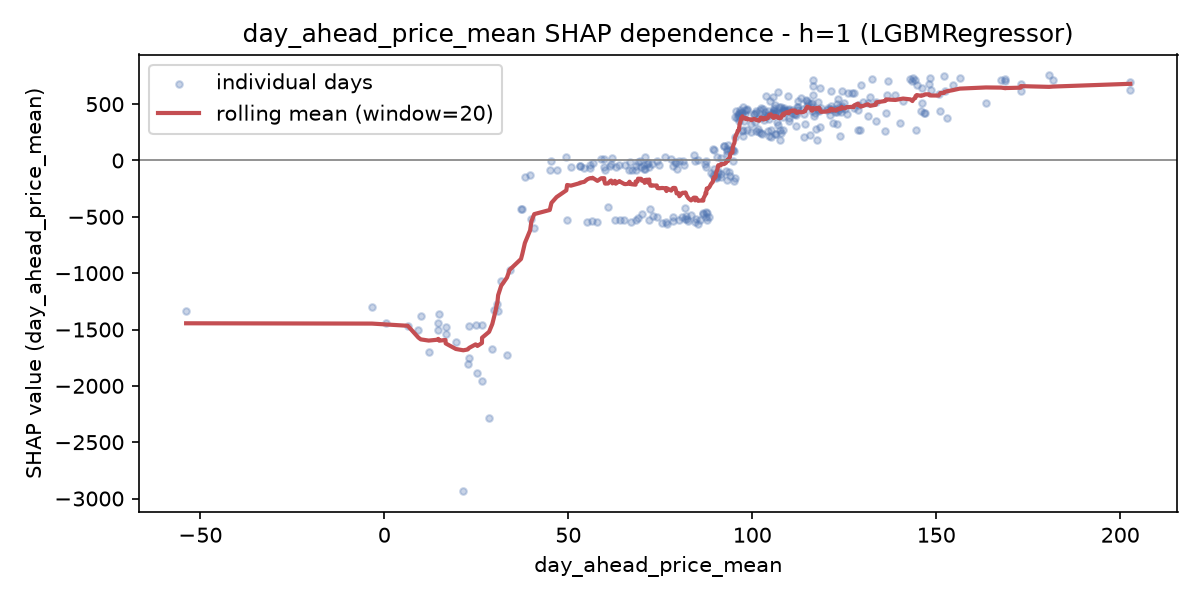 day_ahead_price_mean SHAP dependence - h=1 (LGBMRegressor)
individual days
rolling mean (window=20)
SHAP value (day_ahead_price_mean)
500
0
−500
−1000
−1500
−2000
−2500
−3000
−50
0
50
100
150
200
day_ahead_price_mean